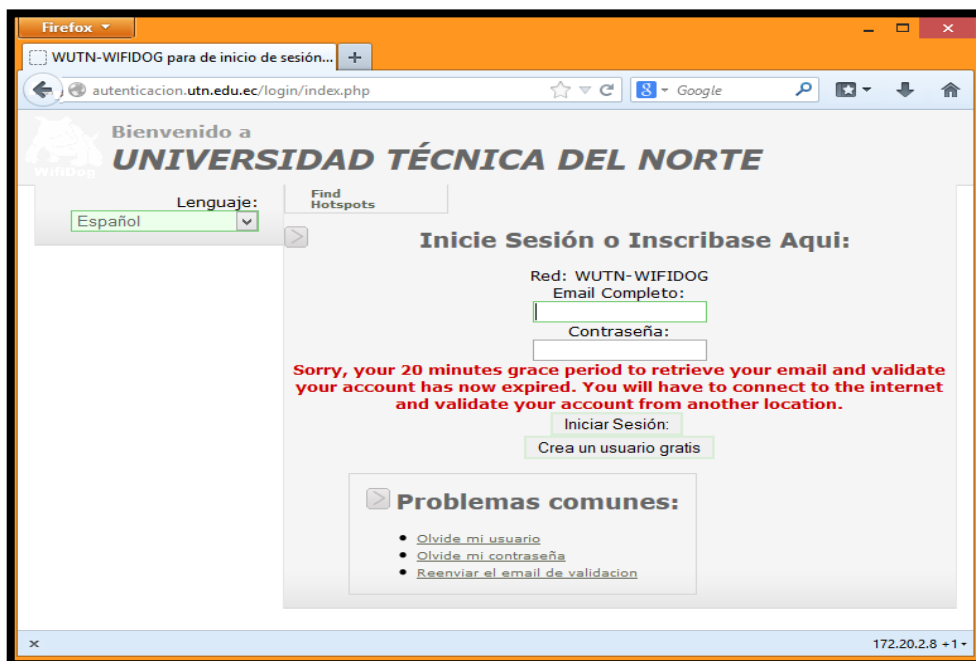 Firefox
WUTN-WIFIDOG para de inicio de sesión...
autenticacion.utn.edu.ec/login/index.php
Google
WifiDog
Bienvenido a
UNIVERSIDAD TÉCNICA DEL NORTE
Lenguaje:
Español
Find
Hotspots
Inicie Sesión o Inscribase Aqui:
Red: WUTN-WIFIDOG
Email Completo:
Contraseña:
Sorry, your 20 minutes grace period to retrieve your email and validate
your account has now expired. You will have to connect to the internet
and validate your account from another location.
Iniciar Sesión:
Crea un usuario gratis
Problemas comunes:
Olvide mi usuario
Olvide mi contraseña
Reenviar el email de validacion
172.20.2.8 +1